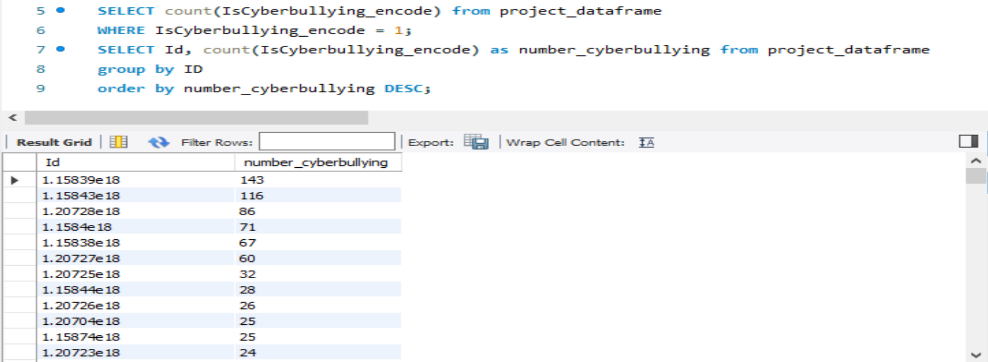 5 SELECT count(IsCyberbullying_encode) from project_dataframe
6 WHERE IsCyberbullying_encode = 1;
7 SELECT Id, count(IsCyberbullying_encode) as number_cyberbullying from project_dataframe
8 group by ID
9 order by number_cyberbullying DESC;
Result Grid Filter Rows: Export: Wrap Cell Content:
Id number_cyberbullying
1.15839e18 143
1.15843e18 116
1.20728e18 86
1.1584e18 71
1.15838e18 67
1.20727e18 60
1.20725e18 32
1.15844e18 28
1.20726e18 26
1.20704e18 25
1.15874e18 25
1.20723e18 24